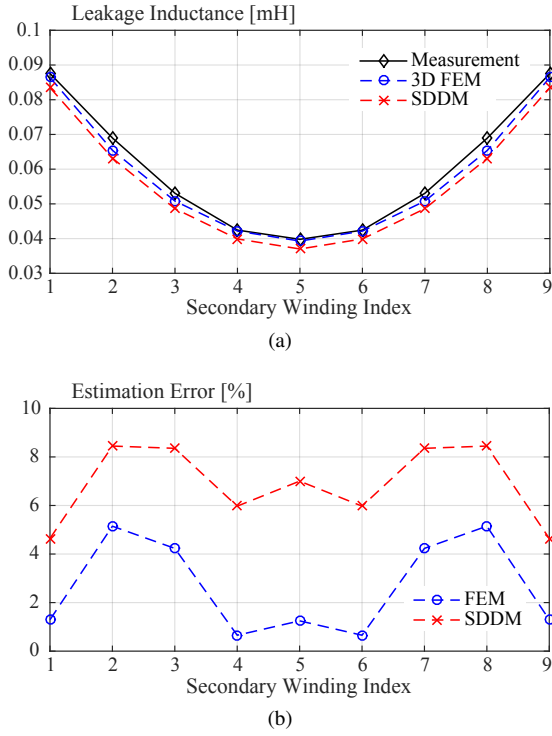 Leakage Inductance [mH]
0.1
0.09
0.08
0.07
0.06
0.05
0.04
0.03
Measurement
3D FEM
SDDM
1 2 3 4 5 6 7 8 9
Secondary Winding Index
(a)
Estimation Error [%]
10
8
6
4
2
0
FEM
SDDM
1 2 3 4 5 6 7 8 9
Secondary Winding Index
(b)